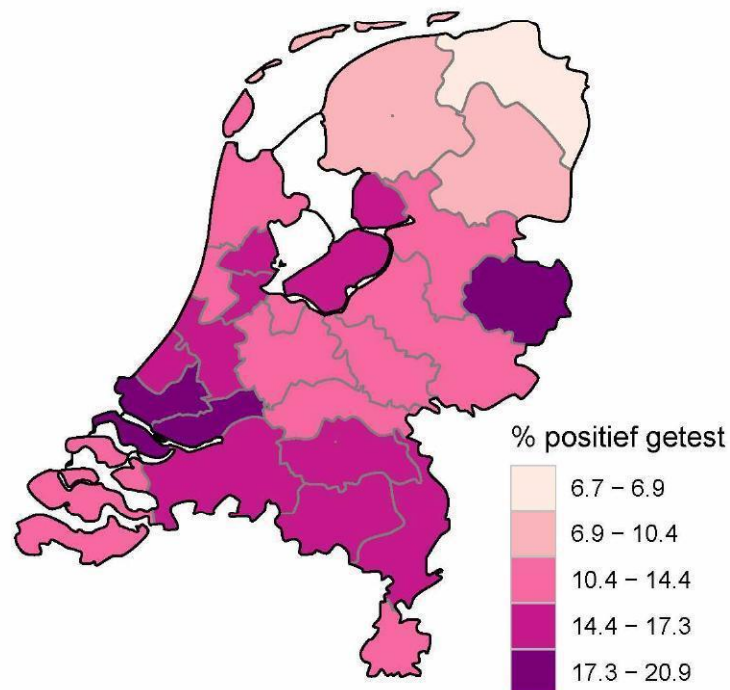 % positief getest
6.7 – 6.9
6.9 – 10.4
10.4 – 14.4
14.4 – 17.3
17.3 – 20.9